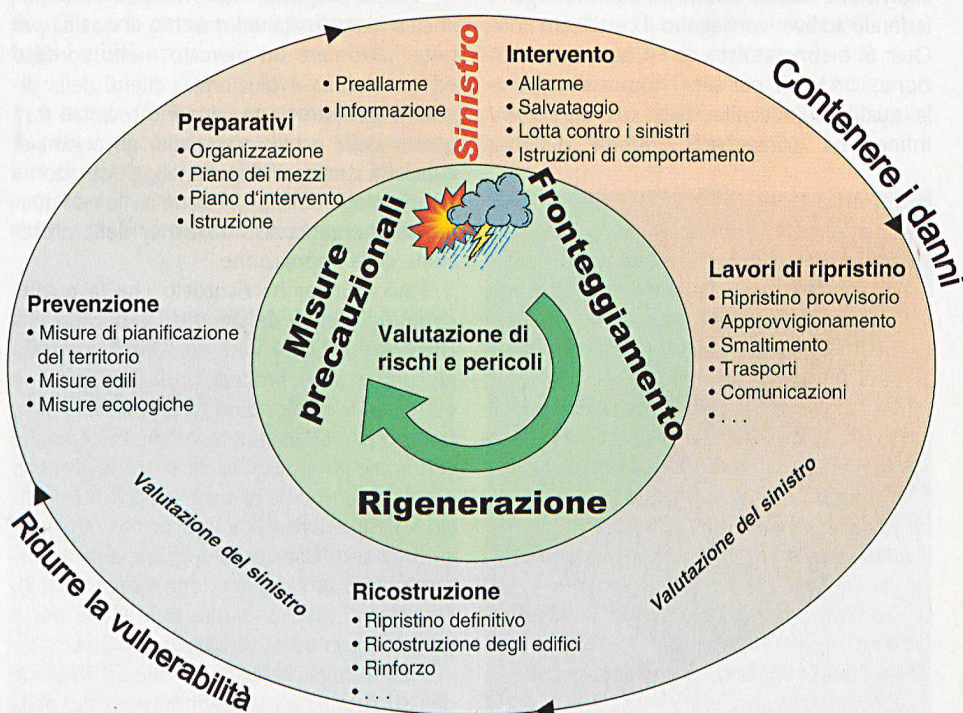 Sinistro
• Preallarme
• Informazione
Preparativi
• Organizzazione
• Piano dei mezzi
• Piano d'intervento
• Istruzione
Intervento
• Allarme
• Salvataggio
• Lotta contro i sinistri
• Istruzioni di comportamento
Contenere i danni
Prevenzione
• Misure di pianificazione
del territorio
• Misure edili
• Misure ecologiche
Misure
precauzionali
Fronteggiamento
Valutazione di
rischi e pericoli
Rigenerazione
Lavori di ripristino
• Ripristino provvisorio
• Approvvigionamento
• Smaltimento
• Trasporti
• Comunicazioni
. . .
Valutazione del sinistro
Valutazione del sinistro
Ridurre la vulnerabilità
Ricostruzione
• Ripristino definitivo
• Ricostruzione degli edifici
• Rinforzo
• . . .